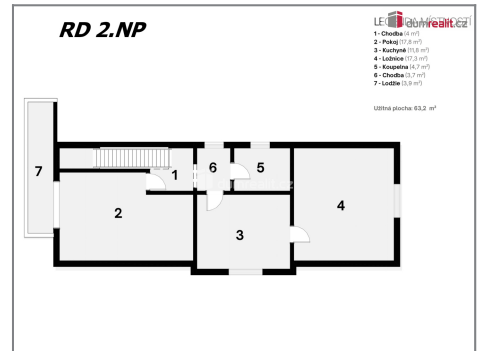 RD 2.NP
LEGENDA MÍSTNOSTÍ
dumrealit.cz
1 - Chodba (4 m²)
2 - Pokoj (17,8 m²)
3 - Kuchyně (11,8 m²)
4 - Ložnice (17,3 m²)
5 - Koupelna (4,7 m²)
6 - Chodba (3,7 m²)
7 - Lodžie (3,9 m²)
Užitná plocha: 63,2 m²
7
1
6
5
2
3
4